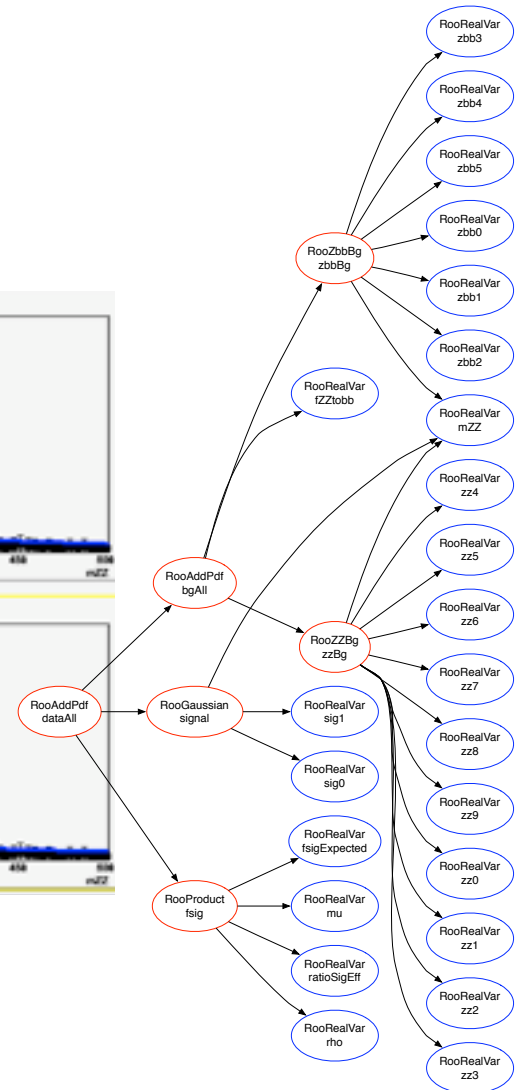 RooRealVar
zbb3
RooRealVar
zbb4
RooRealVar
zbb5
RooRealVar
zbb0
RooZbbBg
zbbBg
RooRealVar
zbb1
RooRealVar
zbb2
RooRealVar
fZZtobb
RooRealVar
mZZ
RooRealVar
zz4
RooRealVar
zz5
mZZ
RooAddPdf
bgAll
RooRealVar
zz6
RooZZBg
zzBg
RooRealVar
zz7
RooAddPdf
dataAll
RooGaussian
signal
RooRealVar
sig1
RooRealVar
zz8
RooRealVar
sig0
RooRealVar
zz9
RooRealVar
fsigExpected
RooRealVar
zz0
mZZ
RooProduct
fsig
RooRealVar
mu
RooRealVar
zz1
RooRealVar
ratioSigEff
RooRealVar
zz2
RooRealVar
rho
RooRealVar
zz3